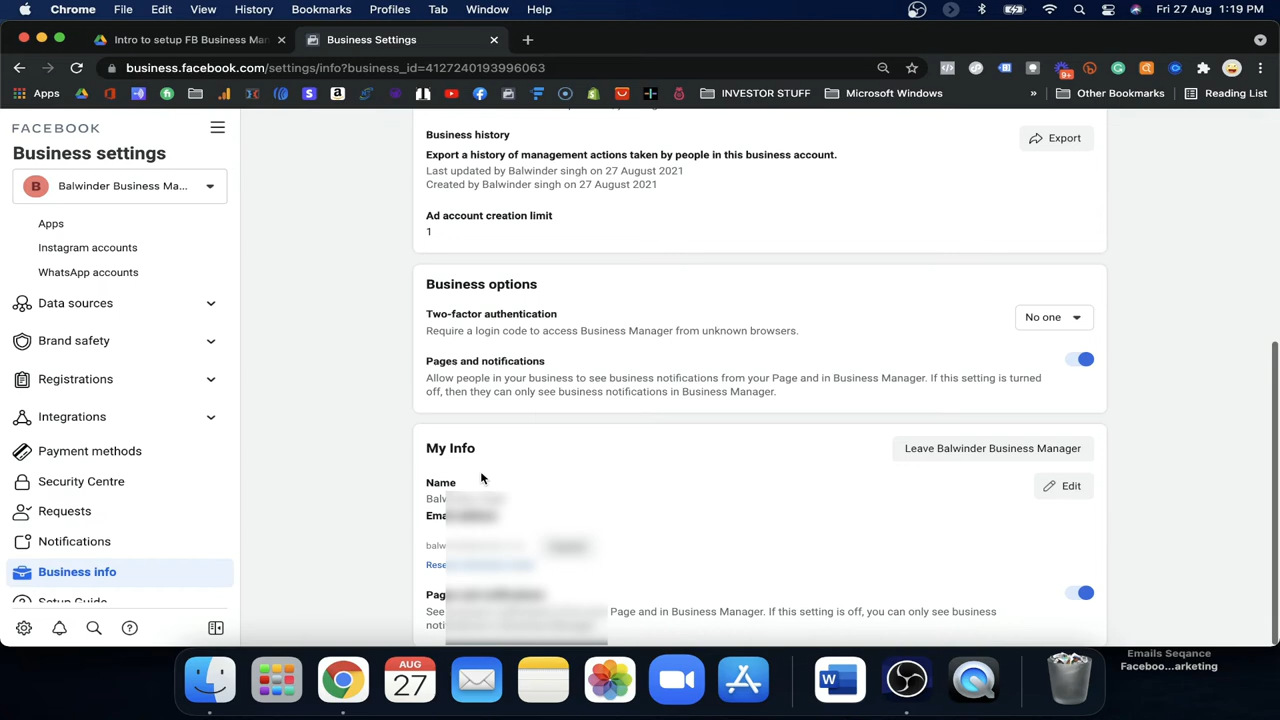 Chrome File Edit View History Bookmarks Profiles Tab Window Help Fri 27 Aug 1:19 PM
Intro to setup FB Business Mar
Business Settings
business.facebook.com/settings/info?business_id=4127240193996063
9+
Apps
INVESTOR STUFF
Microsoft Windows
»
Other Bookmarks
Reading List
FACEBOOK
Business settings
B Balwinder Business Ma...
Apps
Instagram accounts
WhatsApp accounts
Data sources
Brand safety
Registrations
Integrations
Payment methods
Security Centre
Requests
Notifications
Business info
Setup Guide
Business history
Export
Export a history of management actions taken by people in this business account.
Last updated by Balwinder singh on 27 August 2021
Created by Balwinder singh on 27 August 2021
Ad account creation limit
1
Business options
Two-factor authentication
No one
Require a login code to access Business Manager from unknown browsers.
Pages and notifications
Allow people in your business to see business notifications from your Page and in Business Manager. If this setting is turned
off, then they can only see business notifications in Business Manager.
My Info
Leave Balwinder Business Manager
Name
Edit
Page and in Business Manager. If this setting is off, you can only see business
AUG
27
Emails Seqance
Faceboo...arketing